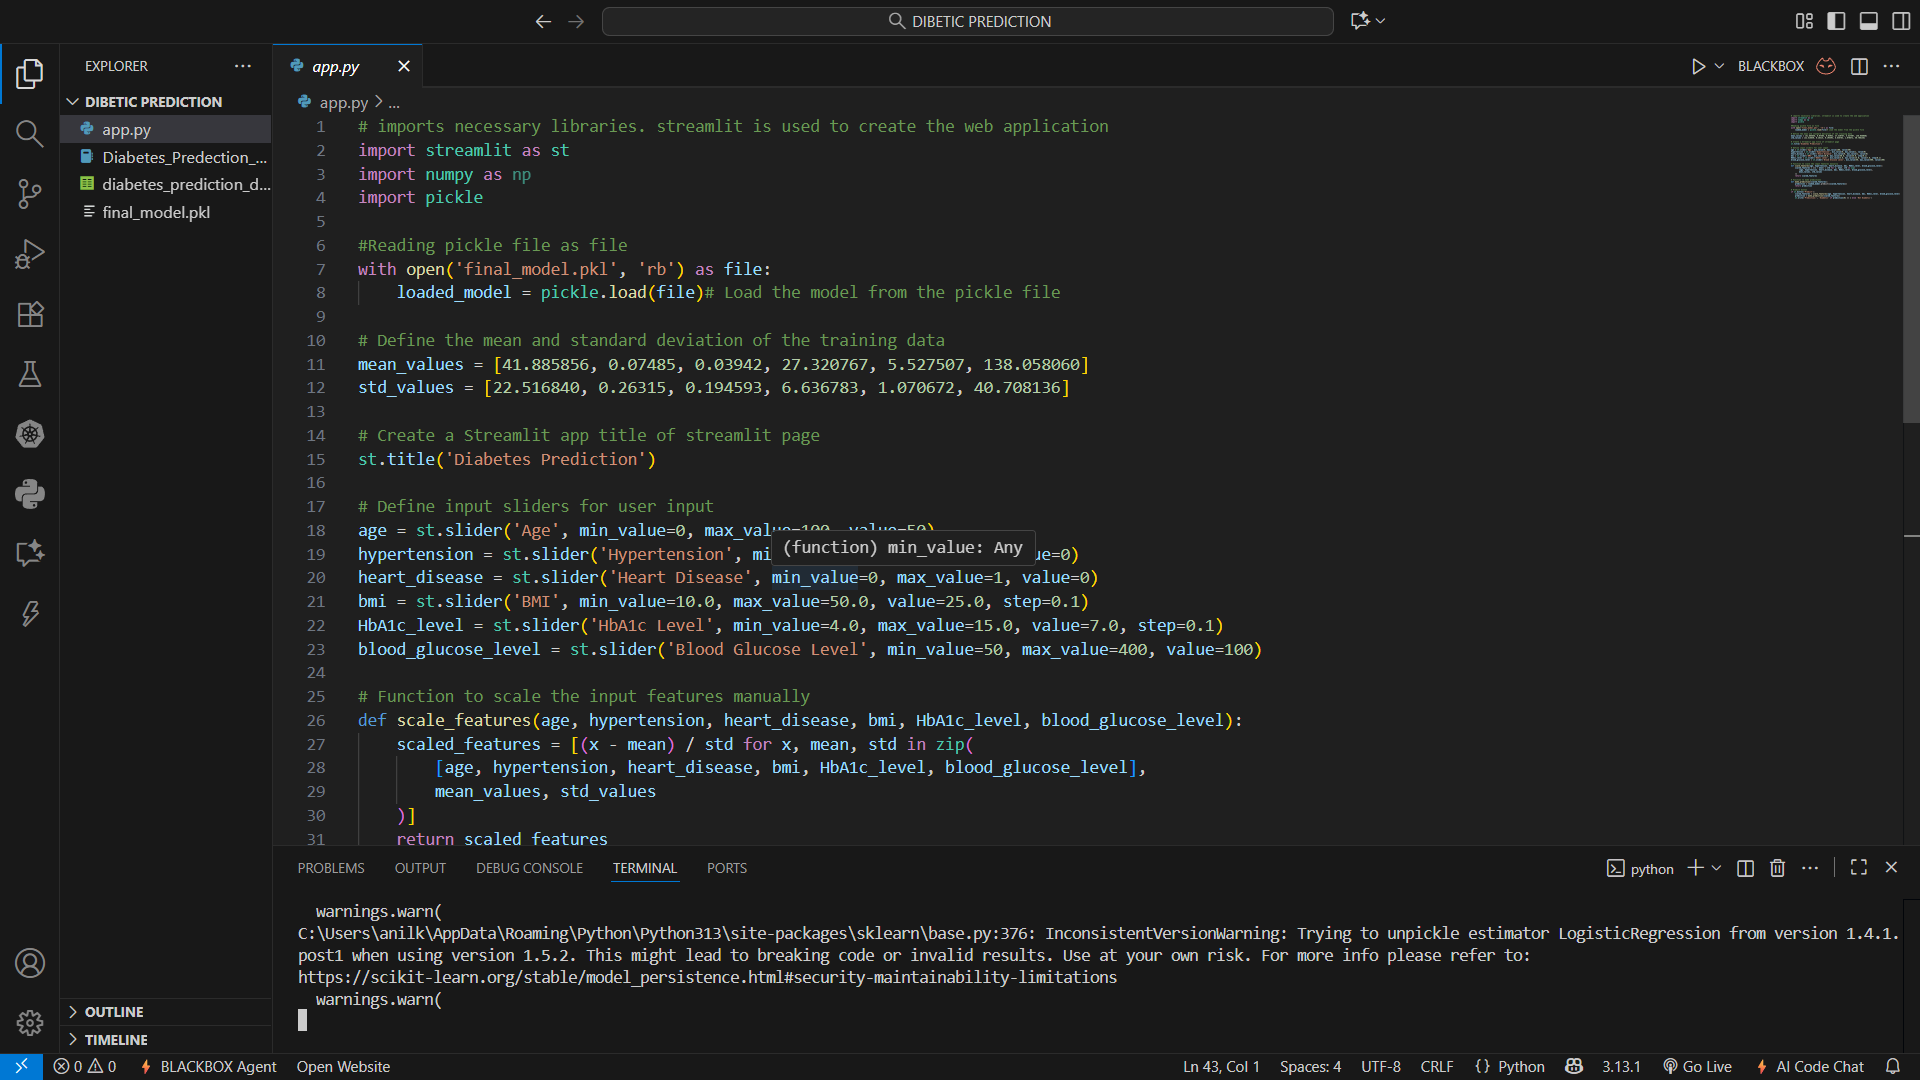 DIBETIC PREDICTION
EXPLORER
DIBETIC PREDICTION
app.py
Diabetes_Predection_...
diabetes_prediction_d...
final_model.pkl
OUTLINE
TIMELINE
app.py
BLACKBOX
app.py > ...
1 # imports necessary libraries. streamlit is used to create the web application
2 import streamlit as st
3 import numpy as np
4 import pickle
5
6 #Reading pickle file as file
7 with open('final_model.pkl', 'rb') as file:
8     loaded_model = pickle.load(file)# Load the model from the pickle file
9
10 # Define the mean and standard deviation of the training data
11 mean_values = [41.885856, 0.07485, 0.03942, 27.320767, 5.527507, 138.058060]
12 std_values = [22.516840, 0.26315, 0.194593, 6.636783, 1.070672, 40.708136]
13
14 # Create a Streamlit app title of streamlit page
15 st.title('Diabetes Prediction')
16
17 # Define input sliders for user input
18 age = st.slider('Age', min_value=0, max_value=100, value=50)
(function) min_value: Any
19 hypertension = st.slider('Hypertension', mi ue=0)
20 heart_disease = st.slider('Heart Disease', min_value=0, max_value=1, value=0)
21 bmi = st.slider('BMI', min_value=10.0, max_value=50.0, value=25.0, step=0.1)
22 HbA1c_level = st.slider('HbA1c Level', min_value=4.0, max_value=15.0, value=7.0, step=0.1)
23 blood_glucose_level = st.slider('Blood Glucose Level', min_value=50, max_value=400, value=100)
24
25 # Function to scale the input features manually
26 def scale_features(age, hypertension, heart_disease, bmi, HbA1c_level, blood_glucose_level):
27     scaled_features = [(x - mean) / std for x, mean, std in zip(
28         [age, hypertension, heart_disease, bmi, HbA1c_level, blood_glucose_level],
29         mean_values, std_values
30     )]
31     return scaled_features
PROBLEMS OUTPUT DEBUG CONSOLE TERMINAL PORTS
python
warnings.warn(
C:\Users\anilk\AppData\Roaming\Python\Python313\site-packages\sklearn\base.py:376: InconsistentVersionWarning: Trying to unpickle estimator LogisticRegression from version 1.4.1.
post1 when using version 1.5.2. This might lead to breaking code or invalid results. Use at your own risk. For more info please refer to:
https://scikit-learn.org/stable/model_persistence.html#security-maintainability-limitations
warnings.warn(
0 0 BLACKBOX Agent Open Website Ln 43, Col 1 Spaces: 4 UTF-8 CRLF {} Python 3.13.1 Go Live AI Code Chat